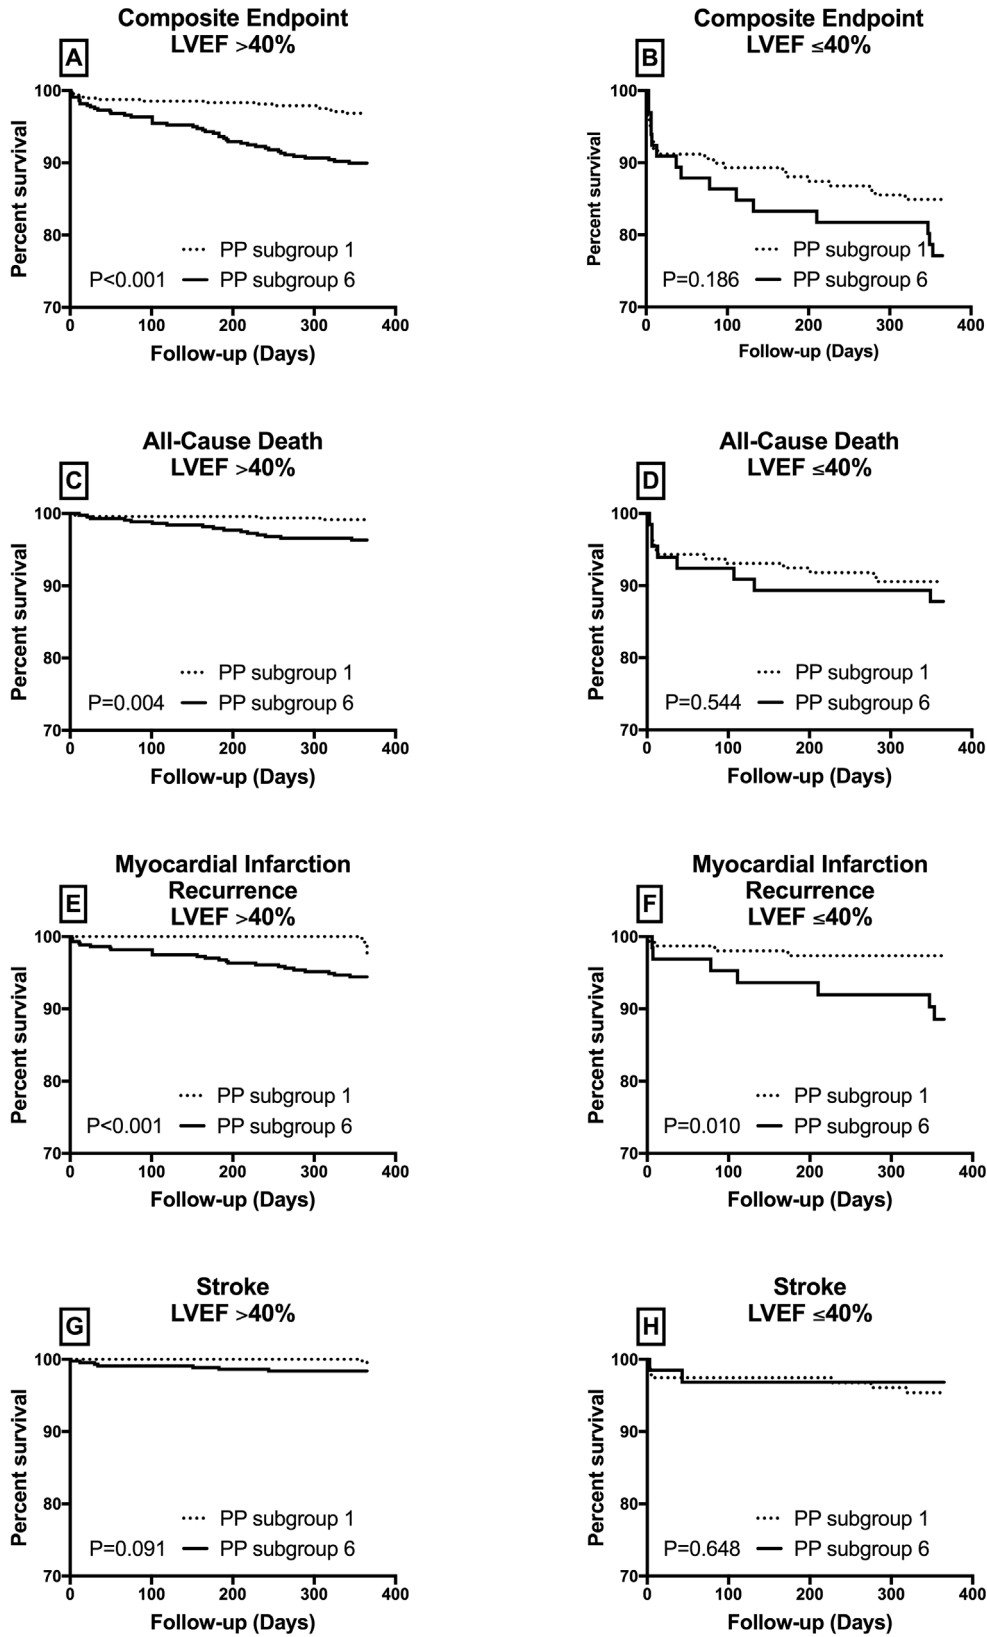 Composite Endpoint
LVEF >40%
A
100
90
80
70
Percent survival
PP subgroup 1
P<0.001 PP subgroup 6
0 100 200 300 400
Follow-up (Days)
Composite Endpoint
LVEF ≤40%
B
100
90
80
70
Percent survival
PP subgroup 1
P=0.186 PP subgroup 6
0 100 200 300 400
Follow-up (Days)
All-Cause Death
LVEF >40%
C
100
90
80
70
Percent survival
PP subgroup 1
P=0.004 PP subgroup 6
0 100 200 300 400
Follow-up (Days)
All-Cause Death
LVEF ≤40%
D
100
90
80
70
Percent survival
PP subgroup 1
P=0.544 PP subgroup 6
0 100 200 300 400
Follow-up (Days)
Myocardial Infarction
Recurrence
LVEF >40%
E
100
90
80
70
Percent survival
PP subgroup 1
P<0.001 PP subgroup 6
0 100 200 300 400
Follow-up (Days)
Myocardial Infarction
Recurrence
LVEF ≤40%
F
100
90
80
70
Percent survival
PP subgroup 1
P=0.010 PP subgroup 6
0 100 200 300 400
Follow-up (Days)
Stroke
LVEF >40%
G
100
90
80
70
Percent survival
PP subgroup 1
P=0.091 PP subgroup 6
0 100 200 300 400
Follow-up (Days)
Stroke
LVEF ≤40%
H
100
90
80
70
Percent survival
PP subgroup 1
P=0.648 PP subgroup 6
0 100 200 300 400
Follow-up (Days)